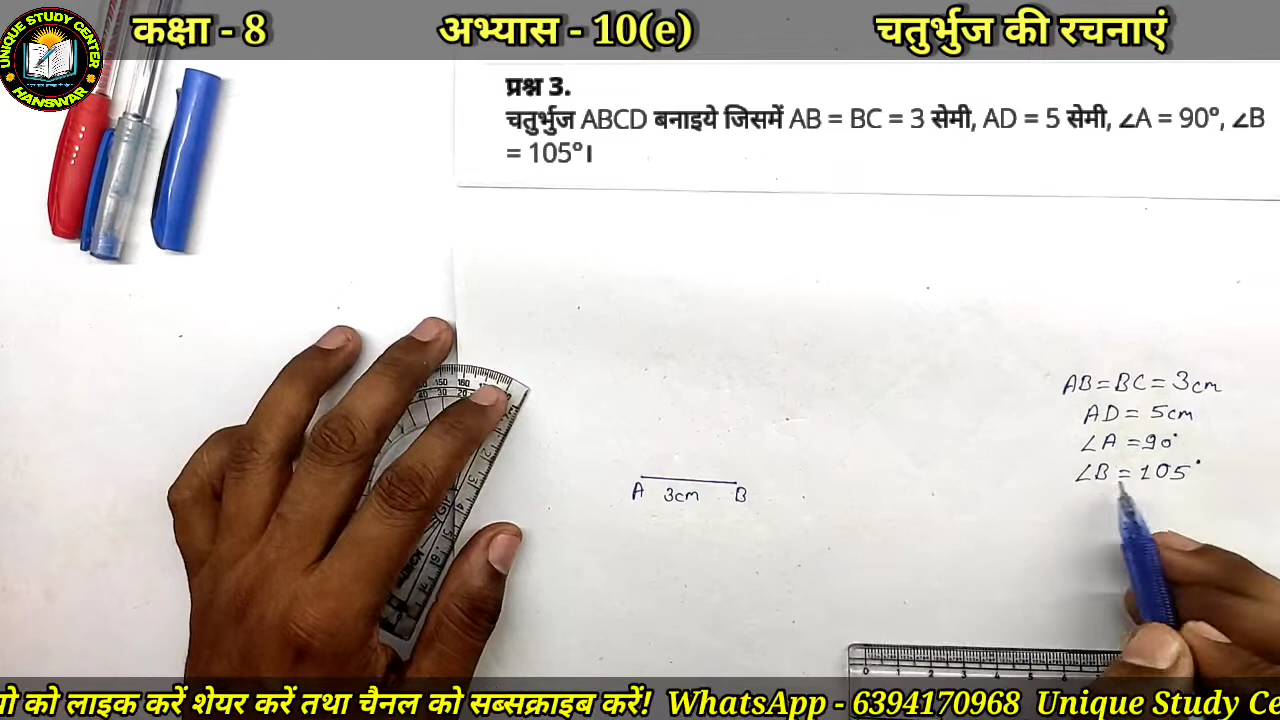 UNIQUE STUDY CENTER
HANSWAR
कक्षा - 8
अभ्यास - 10(e)
चतुर्भुज की रचनाएं
प्रश्न 3.
चतुर्भुज ABCD बनाइये जिसमें AB = BC = 3 सेमी, AD = 5 सेमी, ∠A = 90°, ∠B
= 105°।
AB=BC=3cm
AD = 5cm
∠A =90°
∠B=105°
A 3cm B
यो को लाइक करें शेयर करें तथा चैनल को सब्सक्राइब करें! WhatsApp - 6394170968 Unique Study Ce